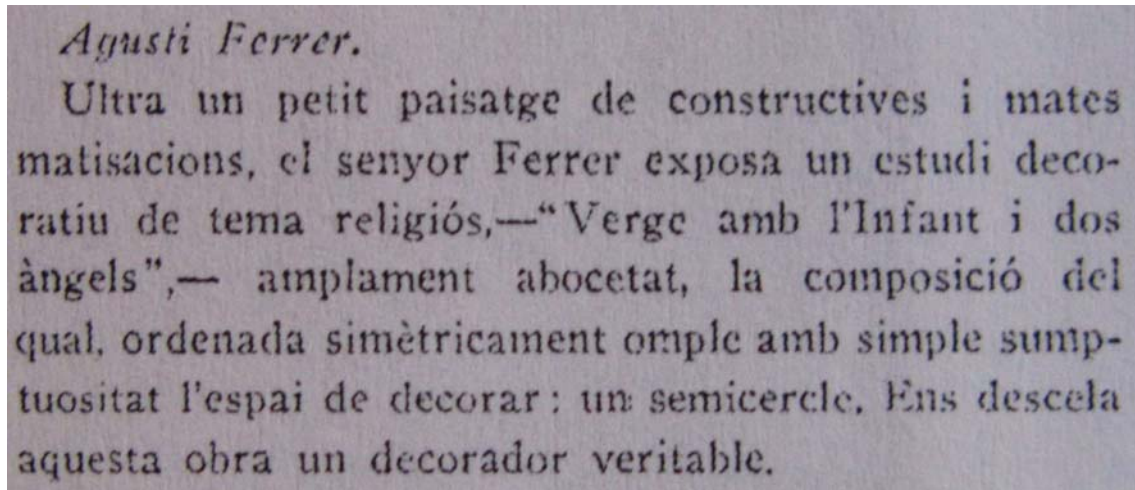 Agustí Ferrer.
Ultra un petit paisatge de constructives i mates
matisacions, el senyor Ferrer exposa un estudi deco-
ratiu de tema religiós,—“Verge amb l'Infant i dos
àngels”,— amplament abocetat, la composició del
qual, ordenada simètricament omple amb simple sump-
tuositat l'espai de decorar: un semicercle. Ens descela
aquesta obra un decorador veritable.